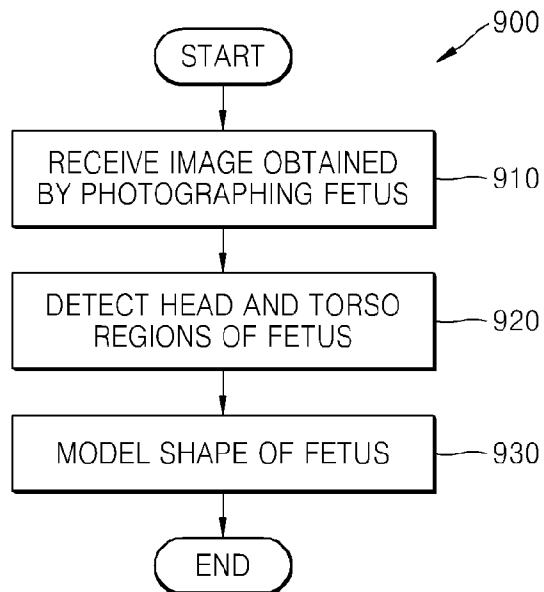 900
START
RECEIVE IMAGE OBTAINED
BY PHOTOGRAPHING FETUS
910
DETECT HEAD AND TORSO
REGIONS OF FETUS
920
MODEL SHAPE OF FETUS
930
END